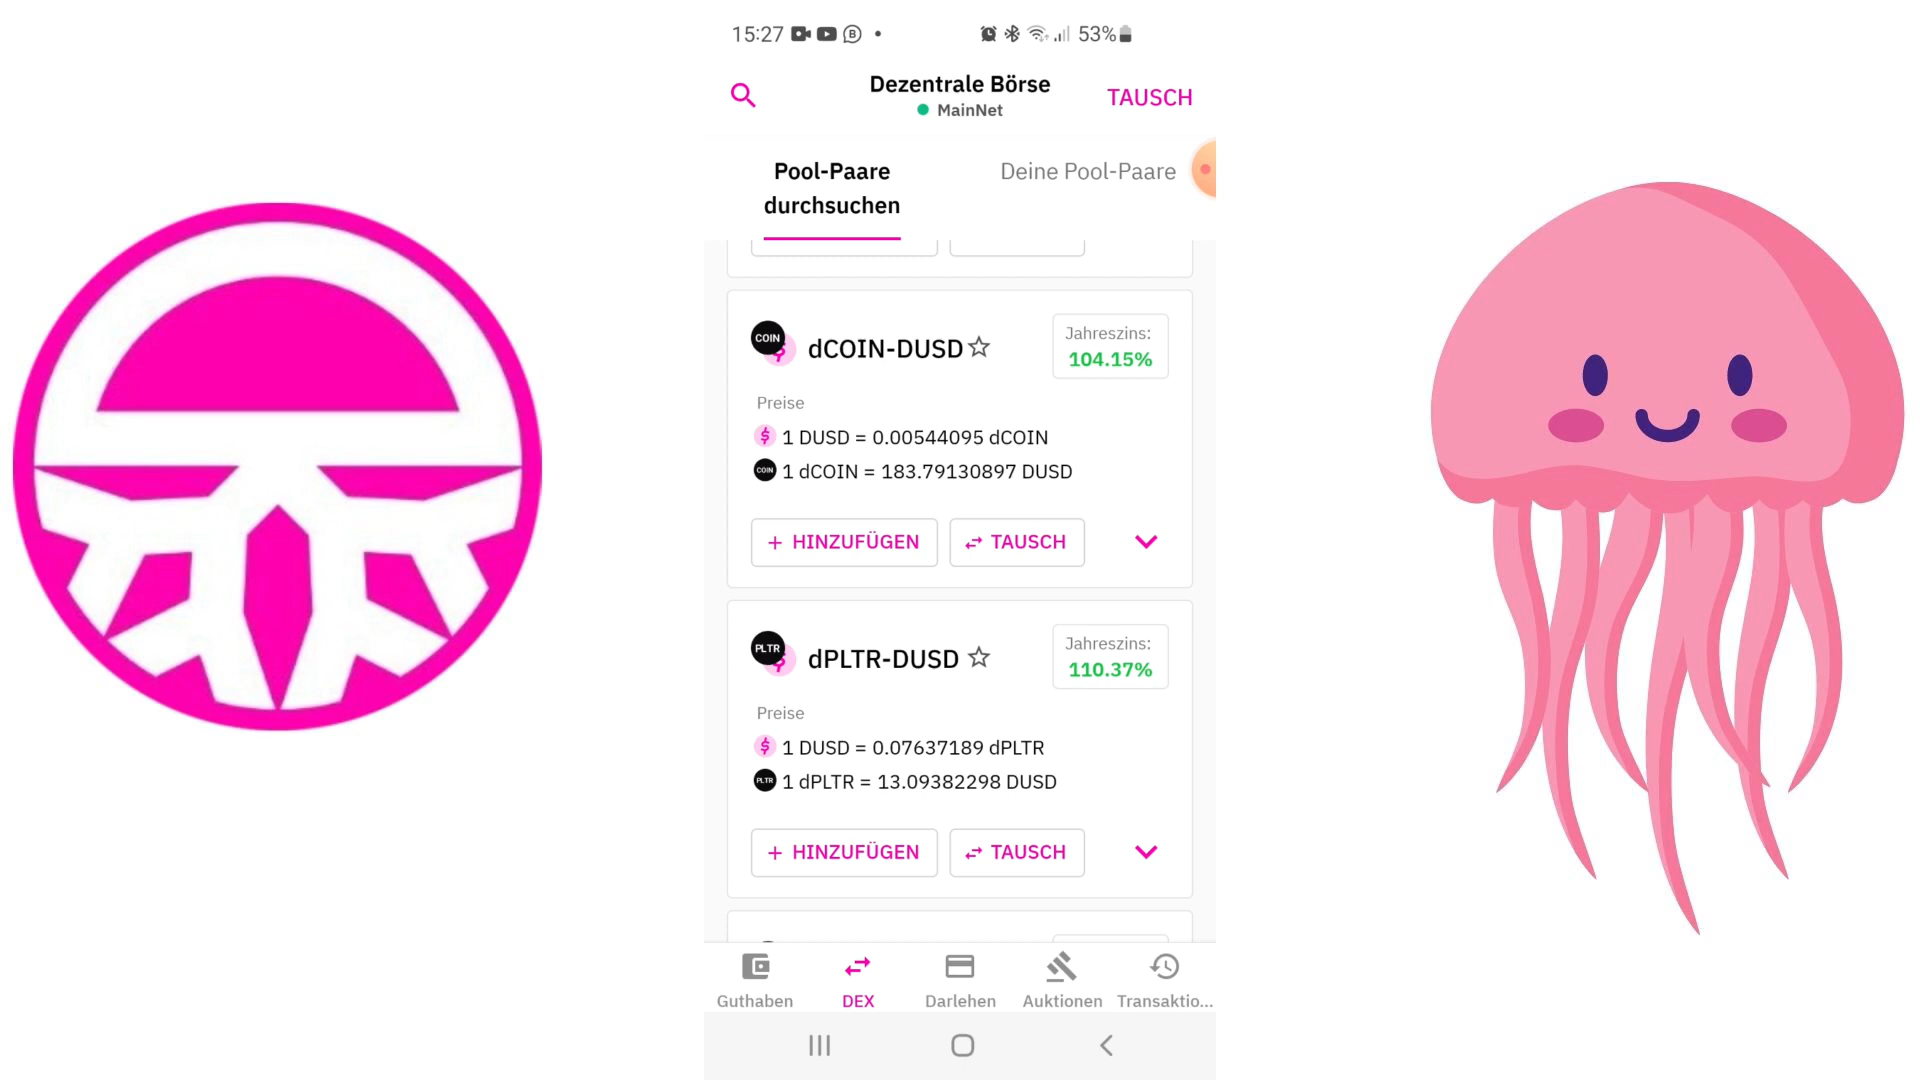 15:27
53%
Dezentrale Börse
MainNet
TAUSCH
Pool-Paare
durchsuchen
Deine Pool-Paare
COIN
dCOIN-DUSD
Jahreszins:
104.15%
Preise
1 DUSD = 0.00544095 dCOIN
COIN
1 dCOIN = 183.79130897 DUSD
+ HINZUFÜGEN
TAUSCH
PLTR
dPLTR-DUSD
Jahreszins:
110.37%
Preise
1 DUSD = 0.07637189 dPLTR
PLTR
1 dPLTR = 13.09382298 DUSD
+ HINZUFÜGEN
TAUSCH
Guthaben
DEX
Darlehen
Auktionen
Transaktio...